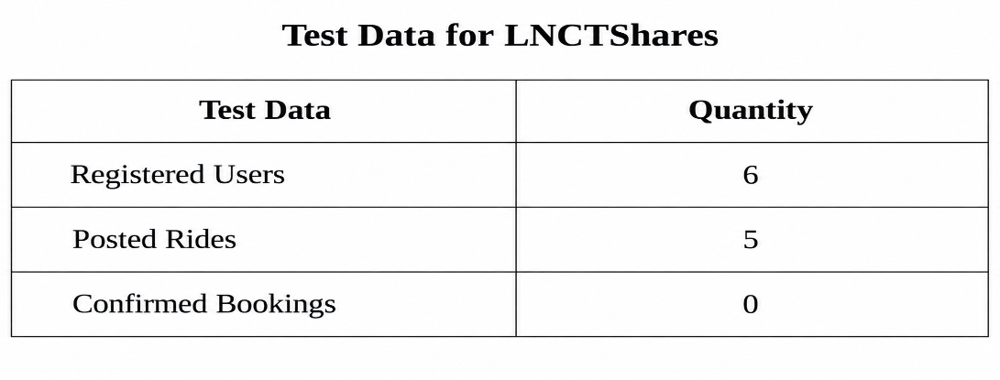 Test Data for LNCTShares
Test Data Quantity
Registered Users 6
Posted Rides 5
Confirmed Bookings 0